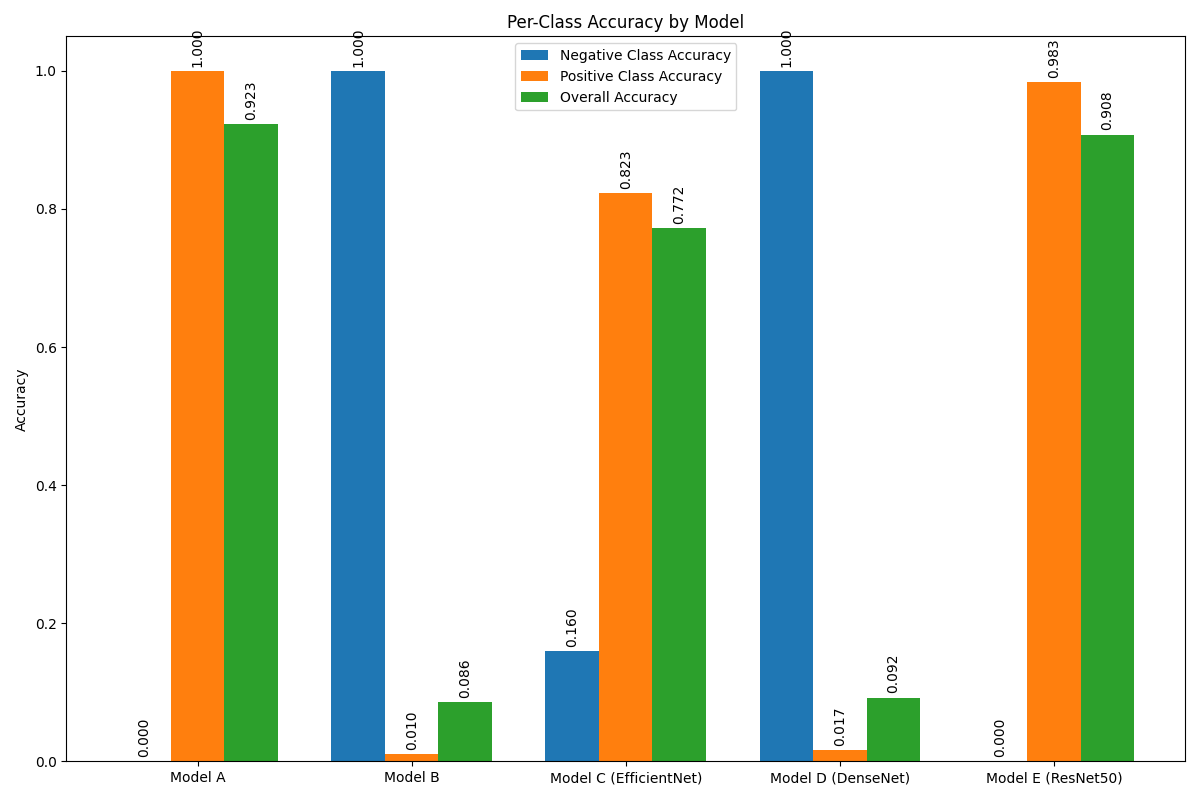 Per-Class Accuracy by Model
Negative Class Accuracy
Positive Class Accuracy
Overall Accuracy
Accuracy
1.0
0.8
0.6
0.4
0.2
0.0
0.000
1.000
0.923
1.000
0.010
0.086
0.160
0.823
0.772
1.000
0.017
0.092
0.000
0.983
0.908
Model A
Model B
Model C (EfficientNet)
Model D (DenseNet)
Model E (ResNet50)